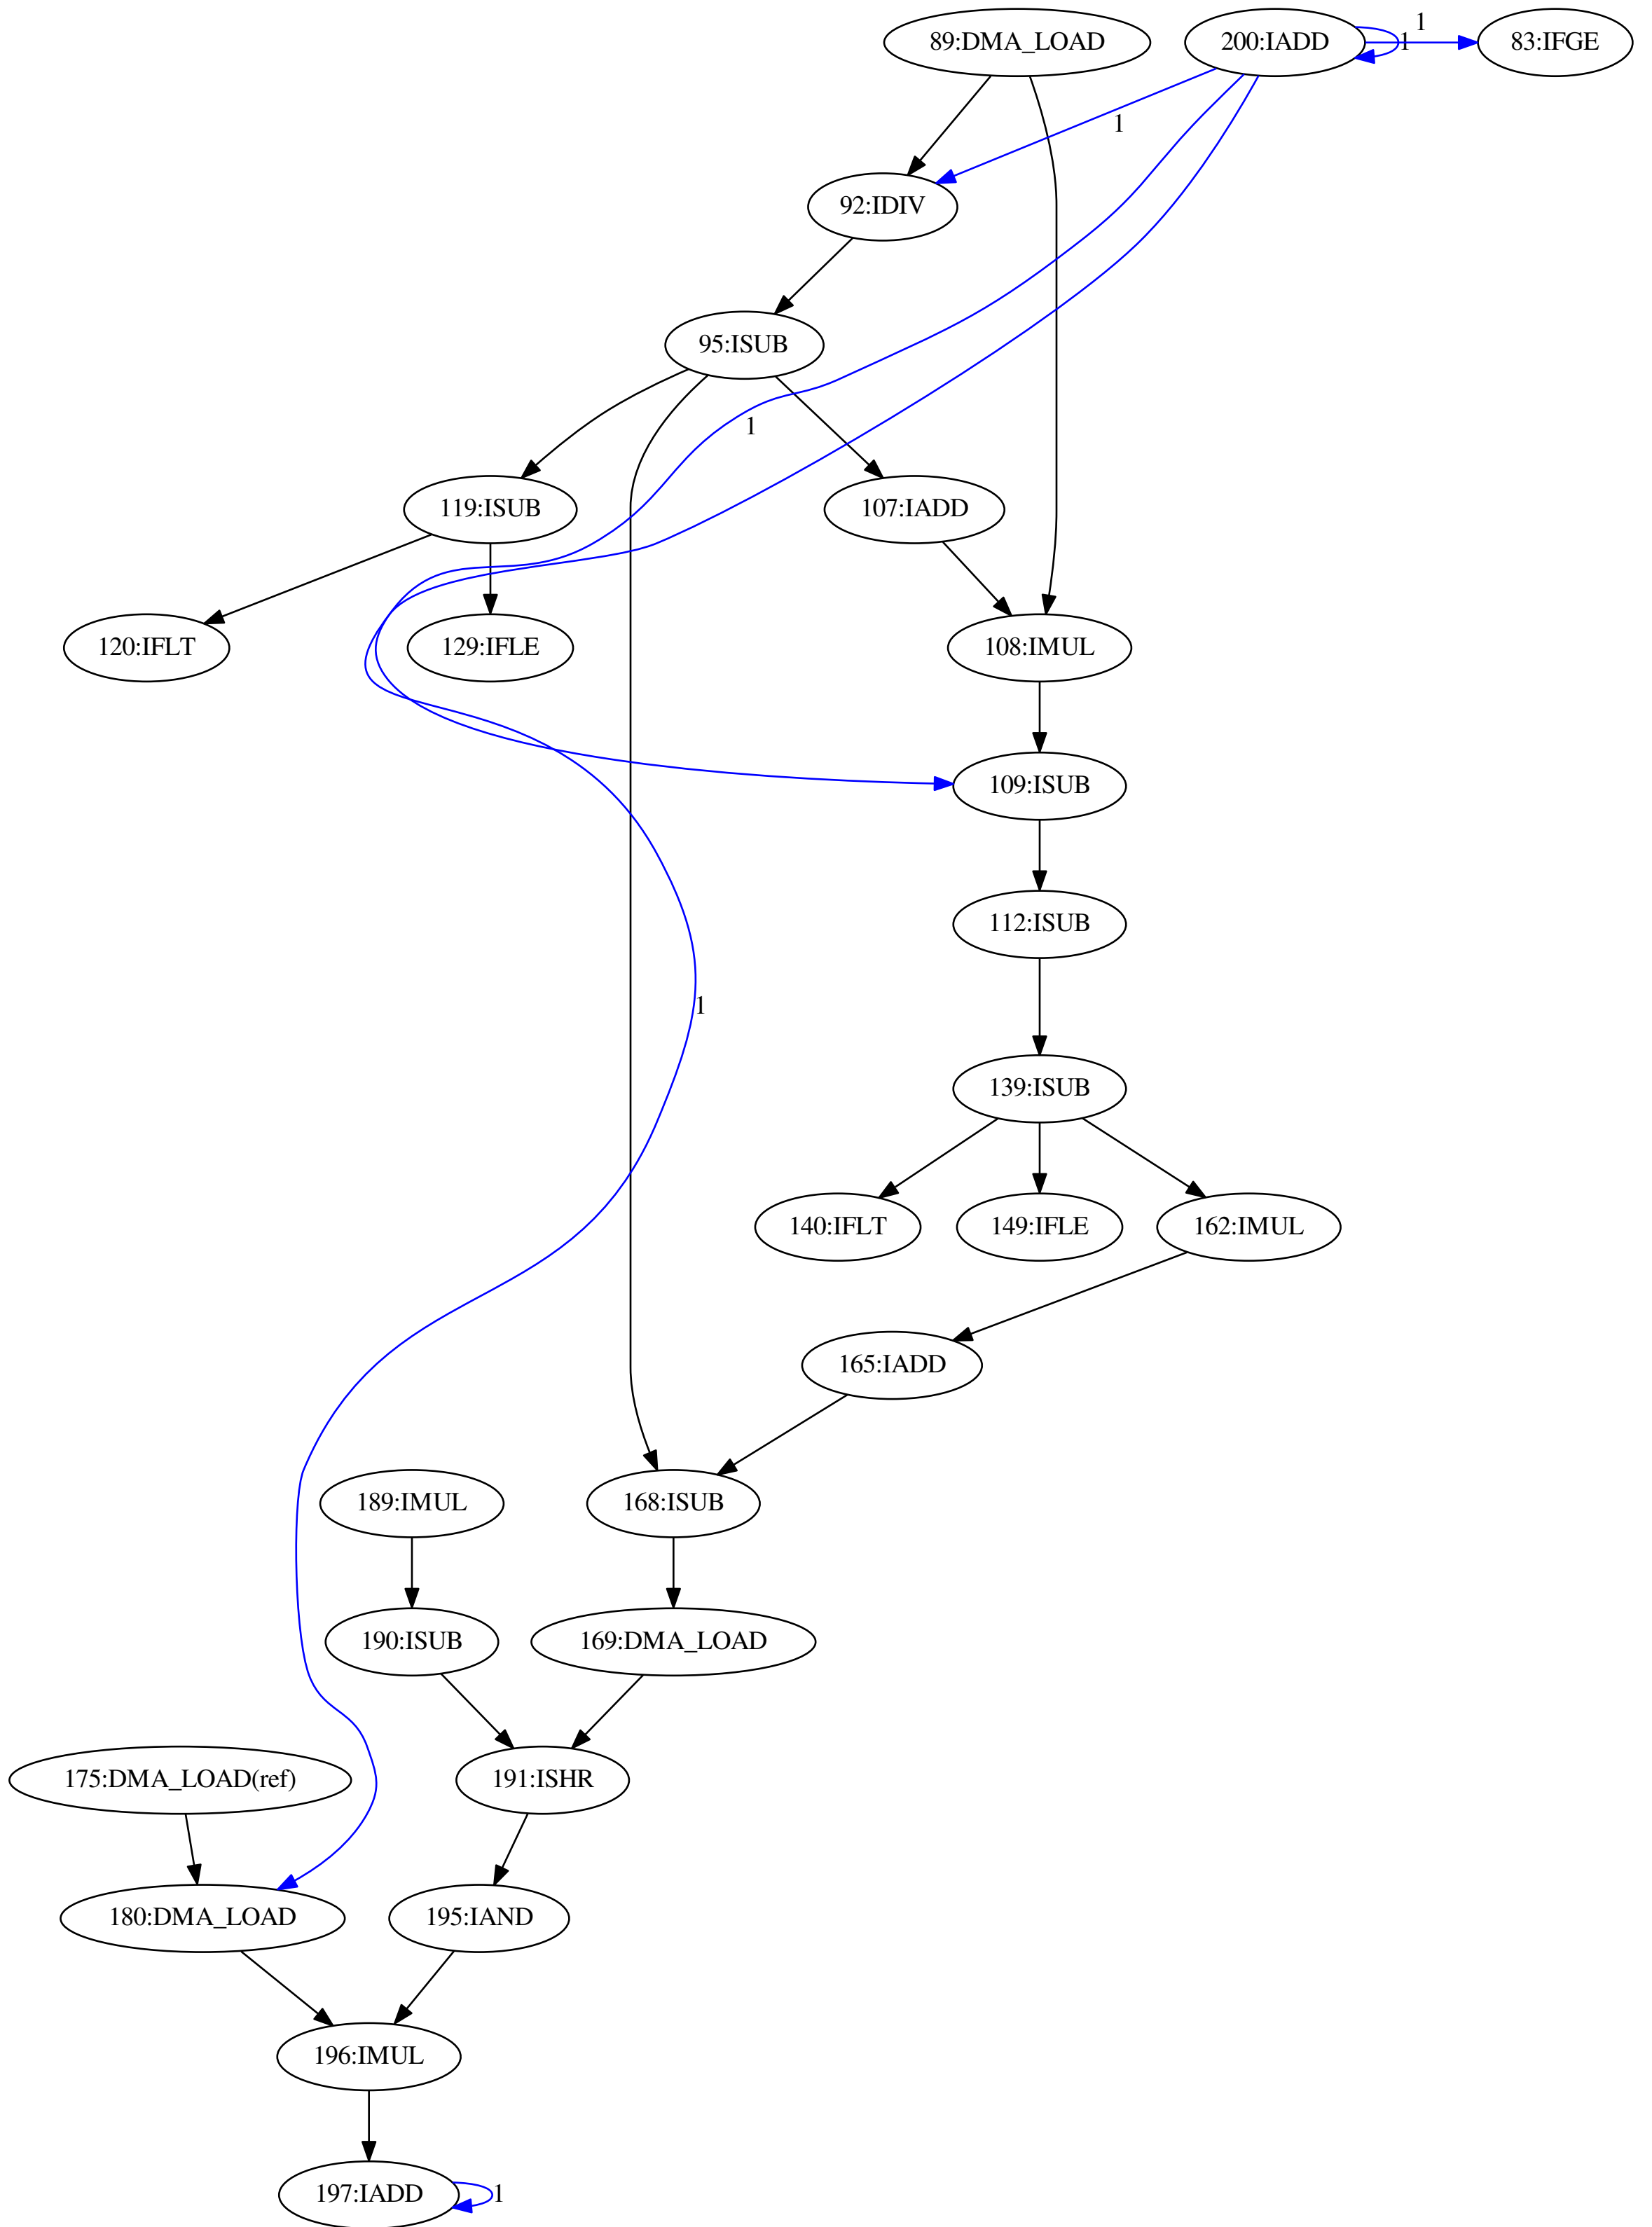 89:DMA_LOAD
200:IADD
1
1
83:IFGE
1
92:IDIV
95:ISUB
1
119:ISUB
107:IADD
120:IFLT
129:IFLE
108:IMUL
109:ISUB
112:ISUB
1
139:ISUB
140:IFLT
149:IFLE
162:IMUL
165:IADD
189:IMUL
168:ISUB
190:ISUB
169:DMA_LOAD
175:DMA_LOAD(ref)
191:ISHR
180:DMA_LOAD
195:IAND
196:IMUL
197:IADD
1